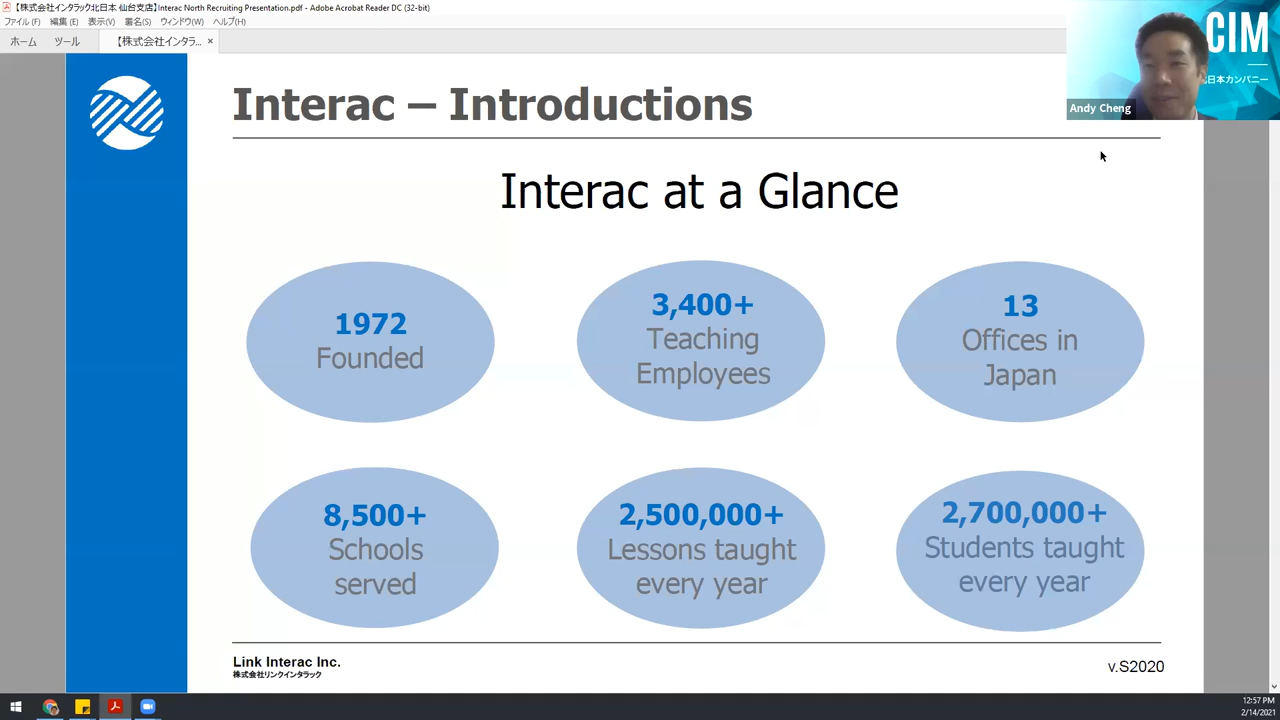 【株式会社インタラック北日本 仙台支店】Interac North Recruiting Presentation.pdf - Adobe Acrobat Reader DC (32-bit)
ファイル(F) 編集(E) 表示(V) 署名(S) ウィンドウ(W) ヘルプ(H)
ホーム ツール 【株式会社インタラ... ×
CIM
北日本カンパニー
Andy Cheng
Interac – Introductions
Interac at a Glance
1972
Founded
3,400+
Teaching
Employees
13
Offices in
Japan
8,500+
Schools
served
2,500,000+
Lessons taught
every year
2,700,000+
Students taught
every year
Link Interac Inc.
株式会社リンクインタラック
v.S2020
12:57 PM
2/14/2021